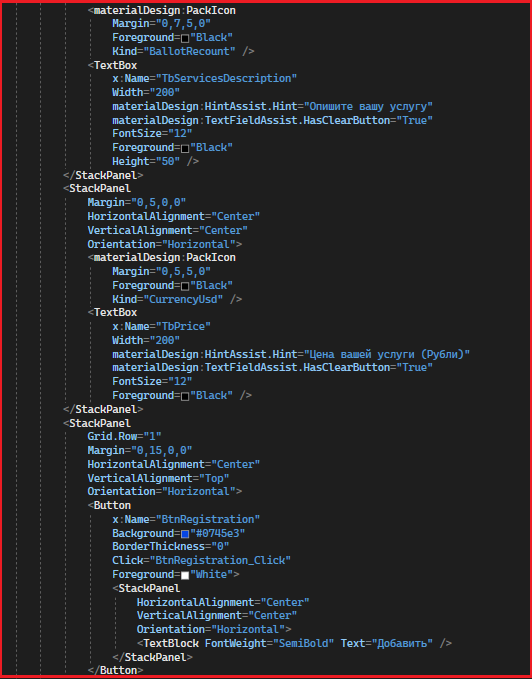 <materialDesign:PackIcon
Margin="0,7,5,0"
Foreground="Black"
Kind="BallotRecount" />
<TextBox
x:Name="TbServicesDescription"
Width="200"
materialDesign:HintAssist.Hint="Опишите вашу услугу"
materialDesign:TextFieldAssist.HasClearButton="True"
FontSize="12"
Foreground="Black"
Height="50" />
</StackPanel>
<StackPanel
Margin="0,5,0,0"
HorizontalAlignment="Center"
VerticalAlignment="Center"
Orientation="Horizontal">
<materialDesign:PackIcon
Margin="0,5,5,0"
Foreground="Black"
Kind="CurrencyUsd" />
<TextBox
x:Name="TbPrice"
Width="200"
materialDesign:HintAssist.Hint="Цена вашей услуги (Рубли)"
materialDesign:TextFieldAssist.HasClearButton="True"
FontSize="12"
Foreground="Black" />
</StackPanel>
<StackPanel
Grid.Row="1"
Margin="0,15,0,0"
HorizontalAlignment="Center"
VerticalAlignment="Top"
Orientation="Horizontal">
<Button
x:Name="BtnRegistration"
Background="#0745e3"
BorderThickness="0"
Click="BtnRegistration_Click"
Foreground="White">
<StackPanel
HorizontalAlignment="Center"
VerticalAlignment="Center"
Orientation="Horizontal">
<TextBlock FontWeight="SemiBold" Text="Добавить" />
</StackPanel>
</Button>